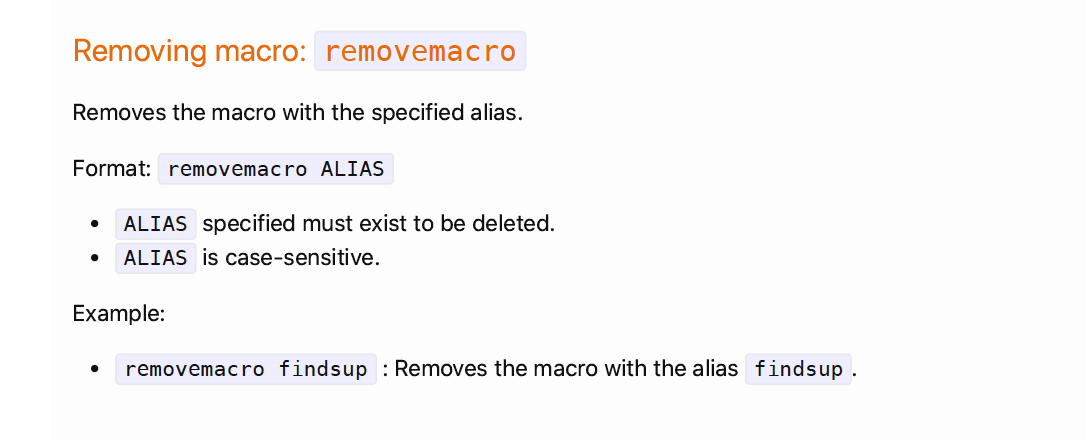 Removing macro: removemacro
Removes the macro with the specified alias.
Format: removemacro ALIAS
• ALIAS specified must exist to be deleted.
• ALIAS is case-sensitive.
Example:
• removemacro findsup : Removes the macro with the alias findsup.